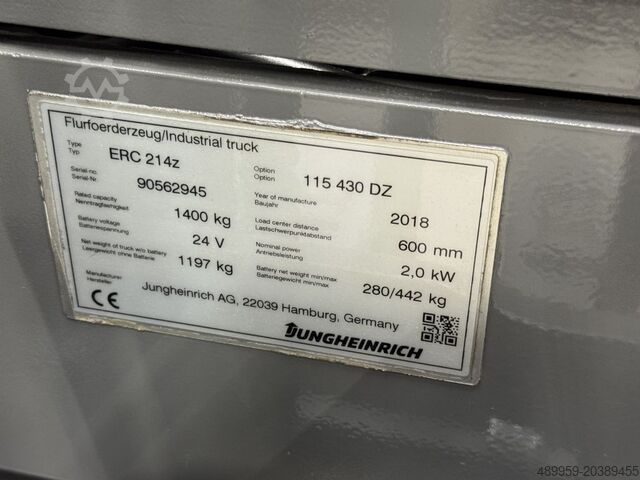 Flurfoerderzeug/Industrial truck
Type
Typ
ERC 214z
Option
Option
115 430 DZ
Serial-no.
Serial-Nr.
90562945
Year of manufacture
Baujahr
2018
Rated capacity
Nenntragfaehigkeit
1400 kg
Load center distance
Lastschwerpunktabstand
600 mm
Battery voltage
Batteriespannung
24 V
Nominal power
Antriebsleistung
2,0 kW
Net weight of truck w/o battery
Leergewicht ohne Batterie
1197 kg
Battery net weight min/max
Batteriegewicht min/max
280/442 kg
Manufacturer
Hersteller
Jungheinrich AG, 22039 Hamburg, Germany
CE
JUNGHEINRICH
489959-20389455